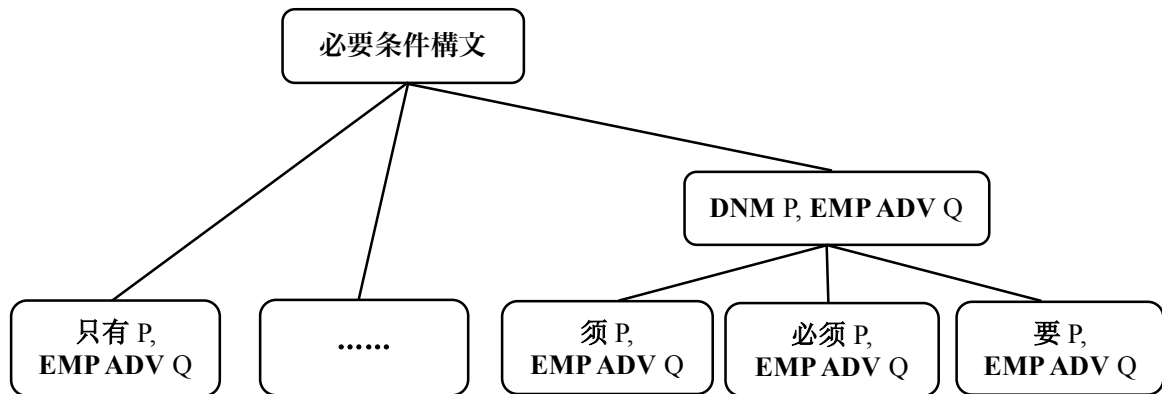 必要条件構文
DNM P, EMP ADV Q
只有 P,
EMP ADV Q
……
须 P,
EMP ADV Q
必须 P,
EMP ADV Q
要 P,
EMP ADV Q